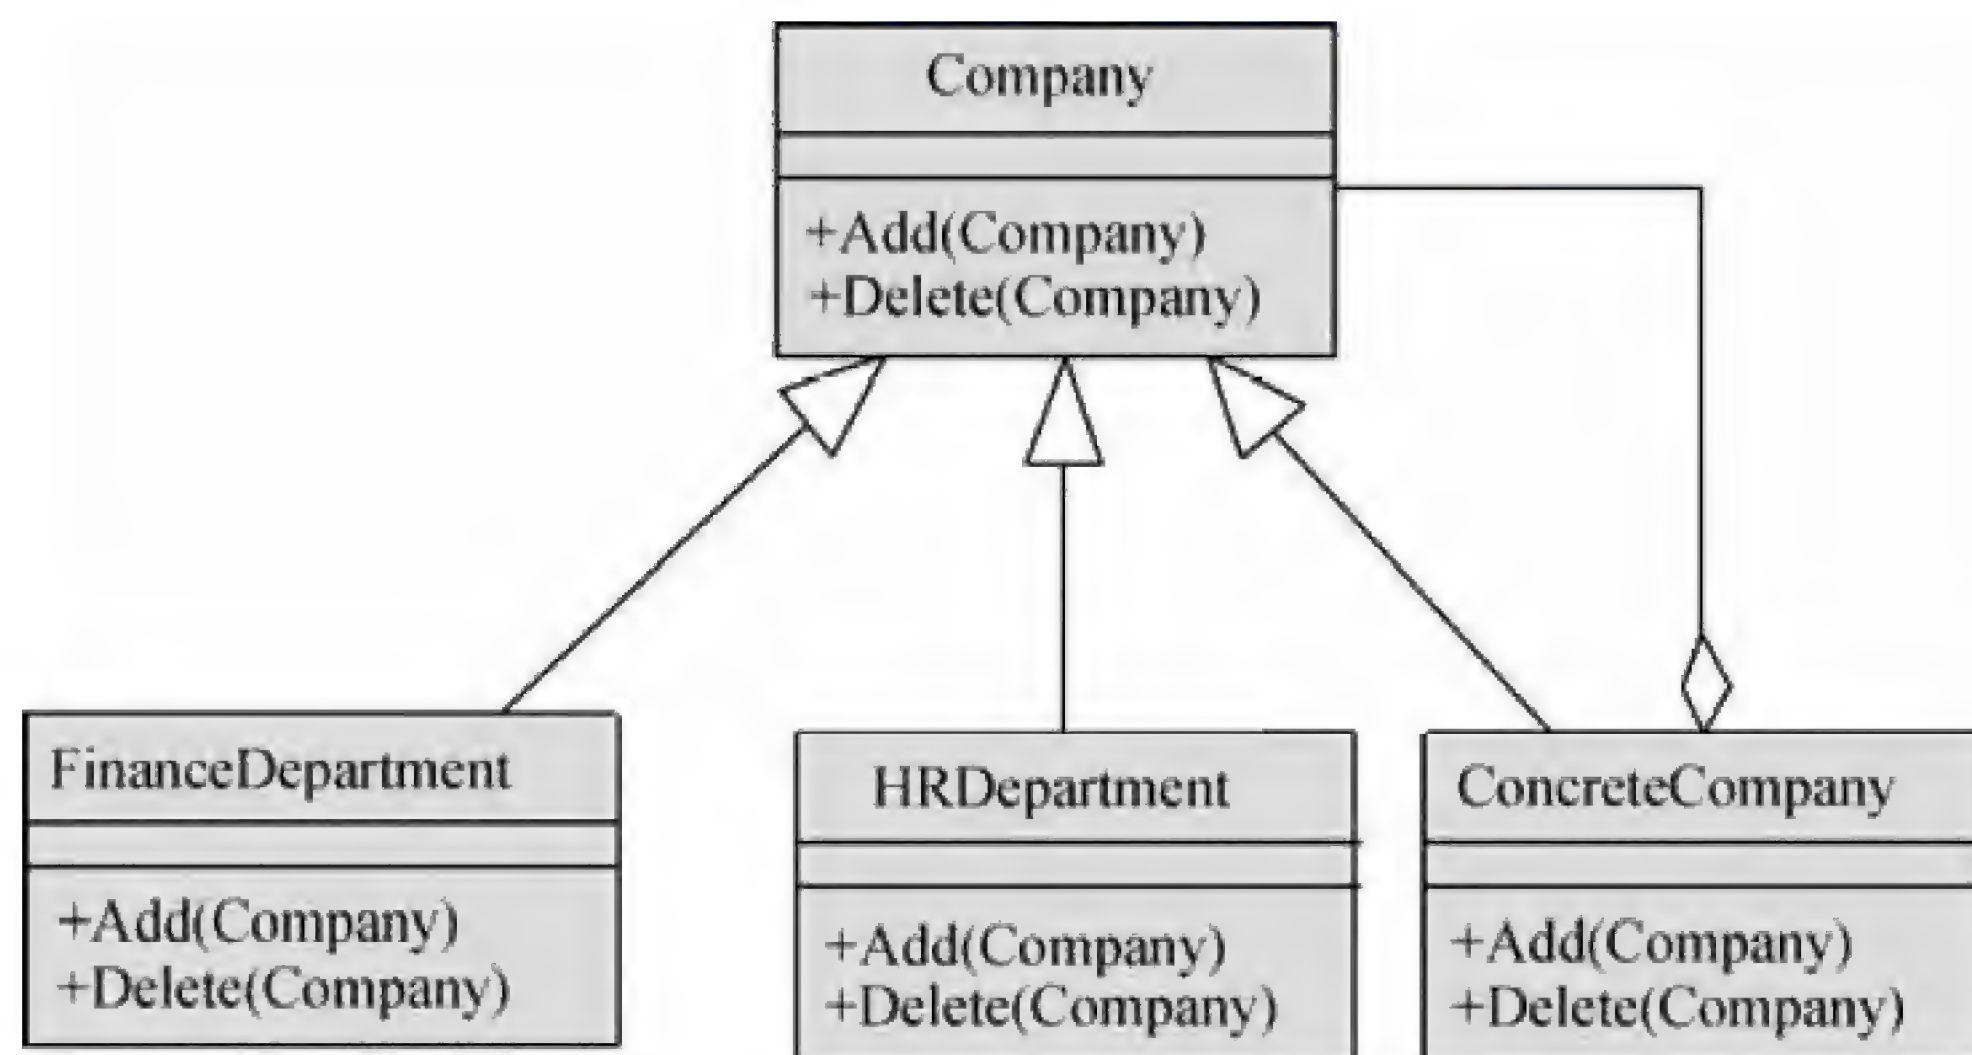 Company
+Add(Company)
+Delete(Company)
FinanceDepartment
+Add(Company)
+Delete(Company)
HRDepartment
+Add(Company)
+Delete(Company)
ConcreteCompany
+Add(Company)
+Delete(Company)